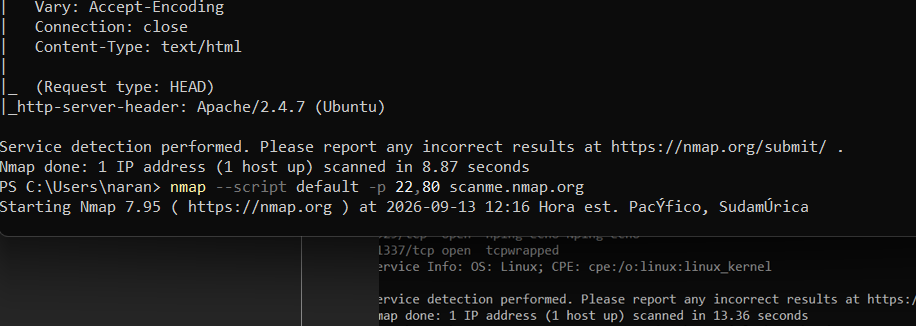 |   Vary: Accept-Encoding
|   Connection: close
|   Content-Type: text/html
|
|_  (Request type: HEAD)
|_http-server-header: Apache/2.4.7 (Ubuntu)
Service detection performed. Please report any incorrect results at https://nmap.org/submit/ .
Nmap done: 1 IP address (1 host up) scanned in 8.87 seconds
PS C:\Users\naran> nmap --script default -p 22,80 scanme.nmap.org
Starting Nmap 7.95 ( https://nmap.org ) at 2026-09-13 12:16 Hora est. PacÝfico, SudamÚrica
1337/tcp open  tcpwrapped
ervice Info: OS: Linux; CPE: cpe:/o:linux:linux_kernel
ervice detection performed. Please report any incorrect results at https:/
map done: 1 IP address (1 host up) scanned in 13.36 seconds